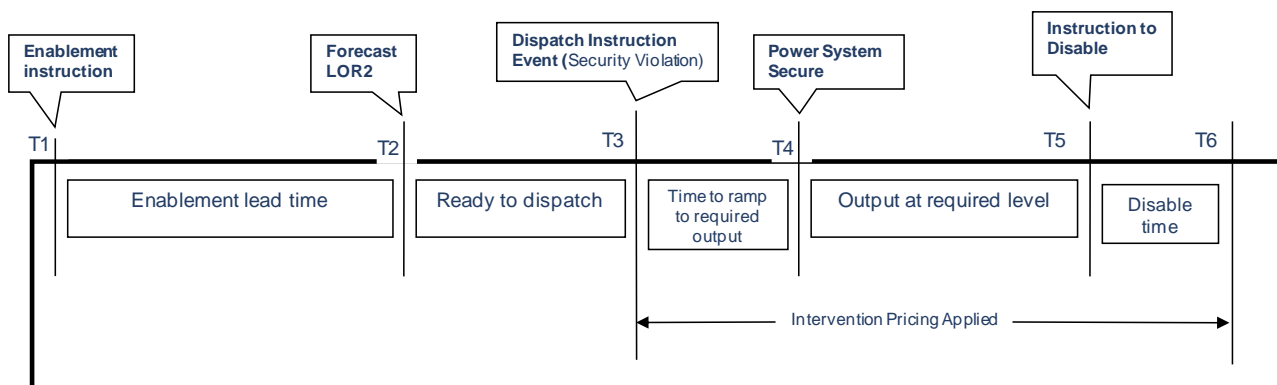 Enablement
instruction
Forecast
LOR2
Dispatch Instruction
Event (Security Violation)
Power System
Secure
Instruction to
Disable
T1
T2
T3
T4
T5
T6
Enablement lead time
Ready to dispatch
Time to ramp
to required
output
Output at required level
Disable
time
Intervention Pricing Applied